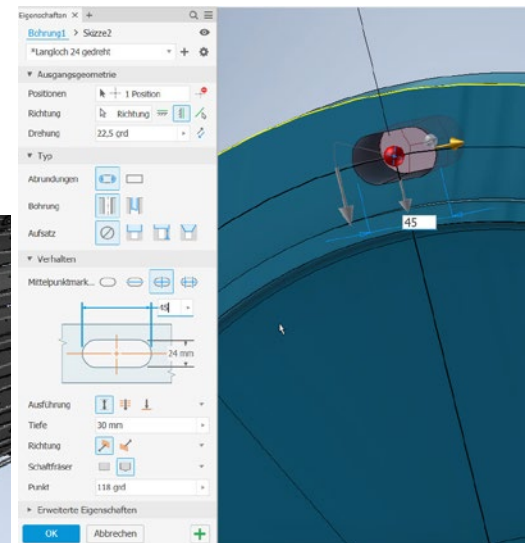 Eigenschaften × +
Bohrung1 > Skizze2
*Langloch 24 gedreht
▼ Ausgangsgeometrie
Positionen 1 Position
Richtung Richtung
Drehung 22,5 grd
▼ Typ
Abrundungen
Bohrung
Aufsatz
▼ Verhalten
Mittelpunktmark...
45
24 mm
Ausführung
Tiefe 30 mm
Richtung
Schaftfräser
Punkt 118 grd
► Erweiterte Eigenschaften
OK Abbrechen +
45